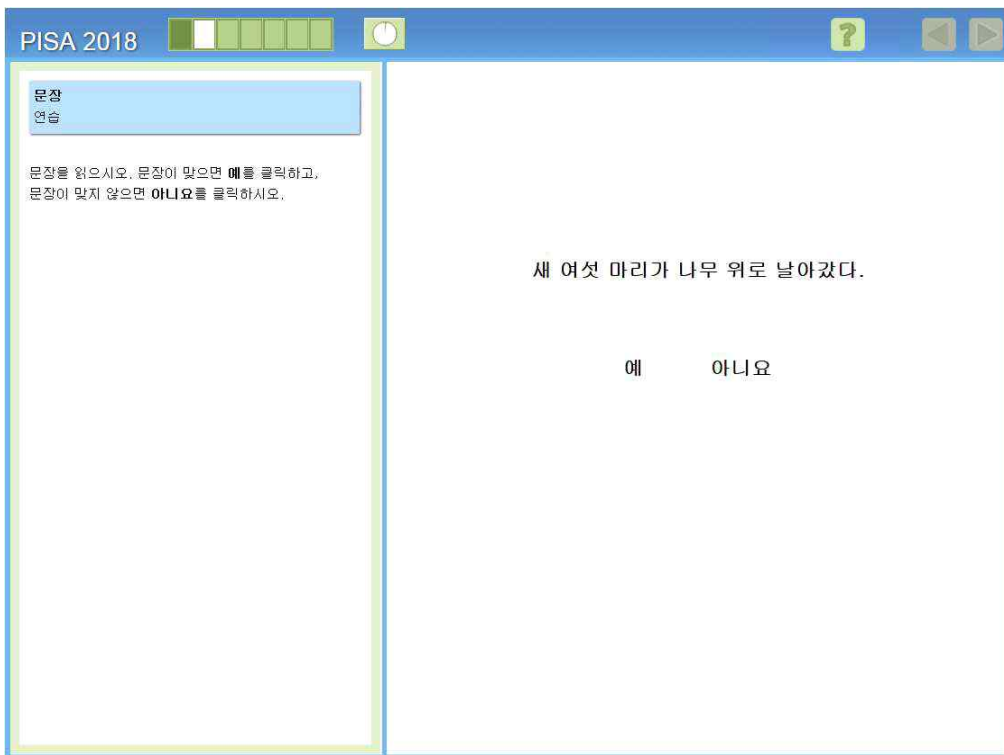 PISA 2018
?
문장
연습
문장을 읽으시오. 문장이 맞으면 예를 클릭하고,
문장이 맞지 않으면 아니요를 클릭하시오.
새 여섯 마리가 나무 위로 날아갔다.
예 아니요